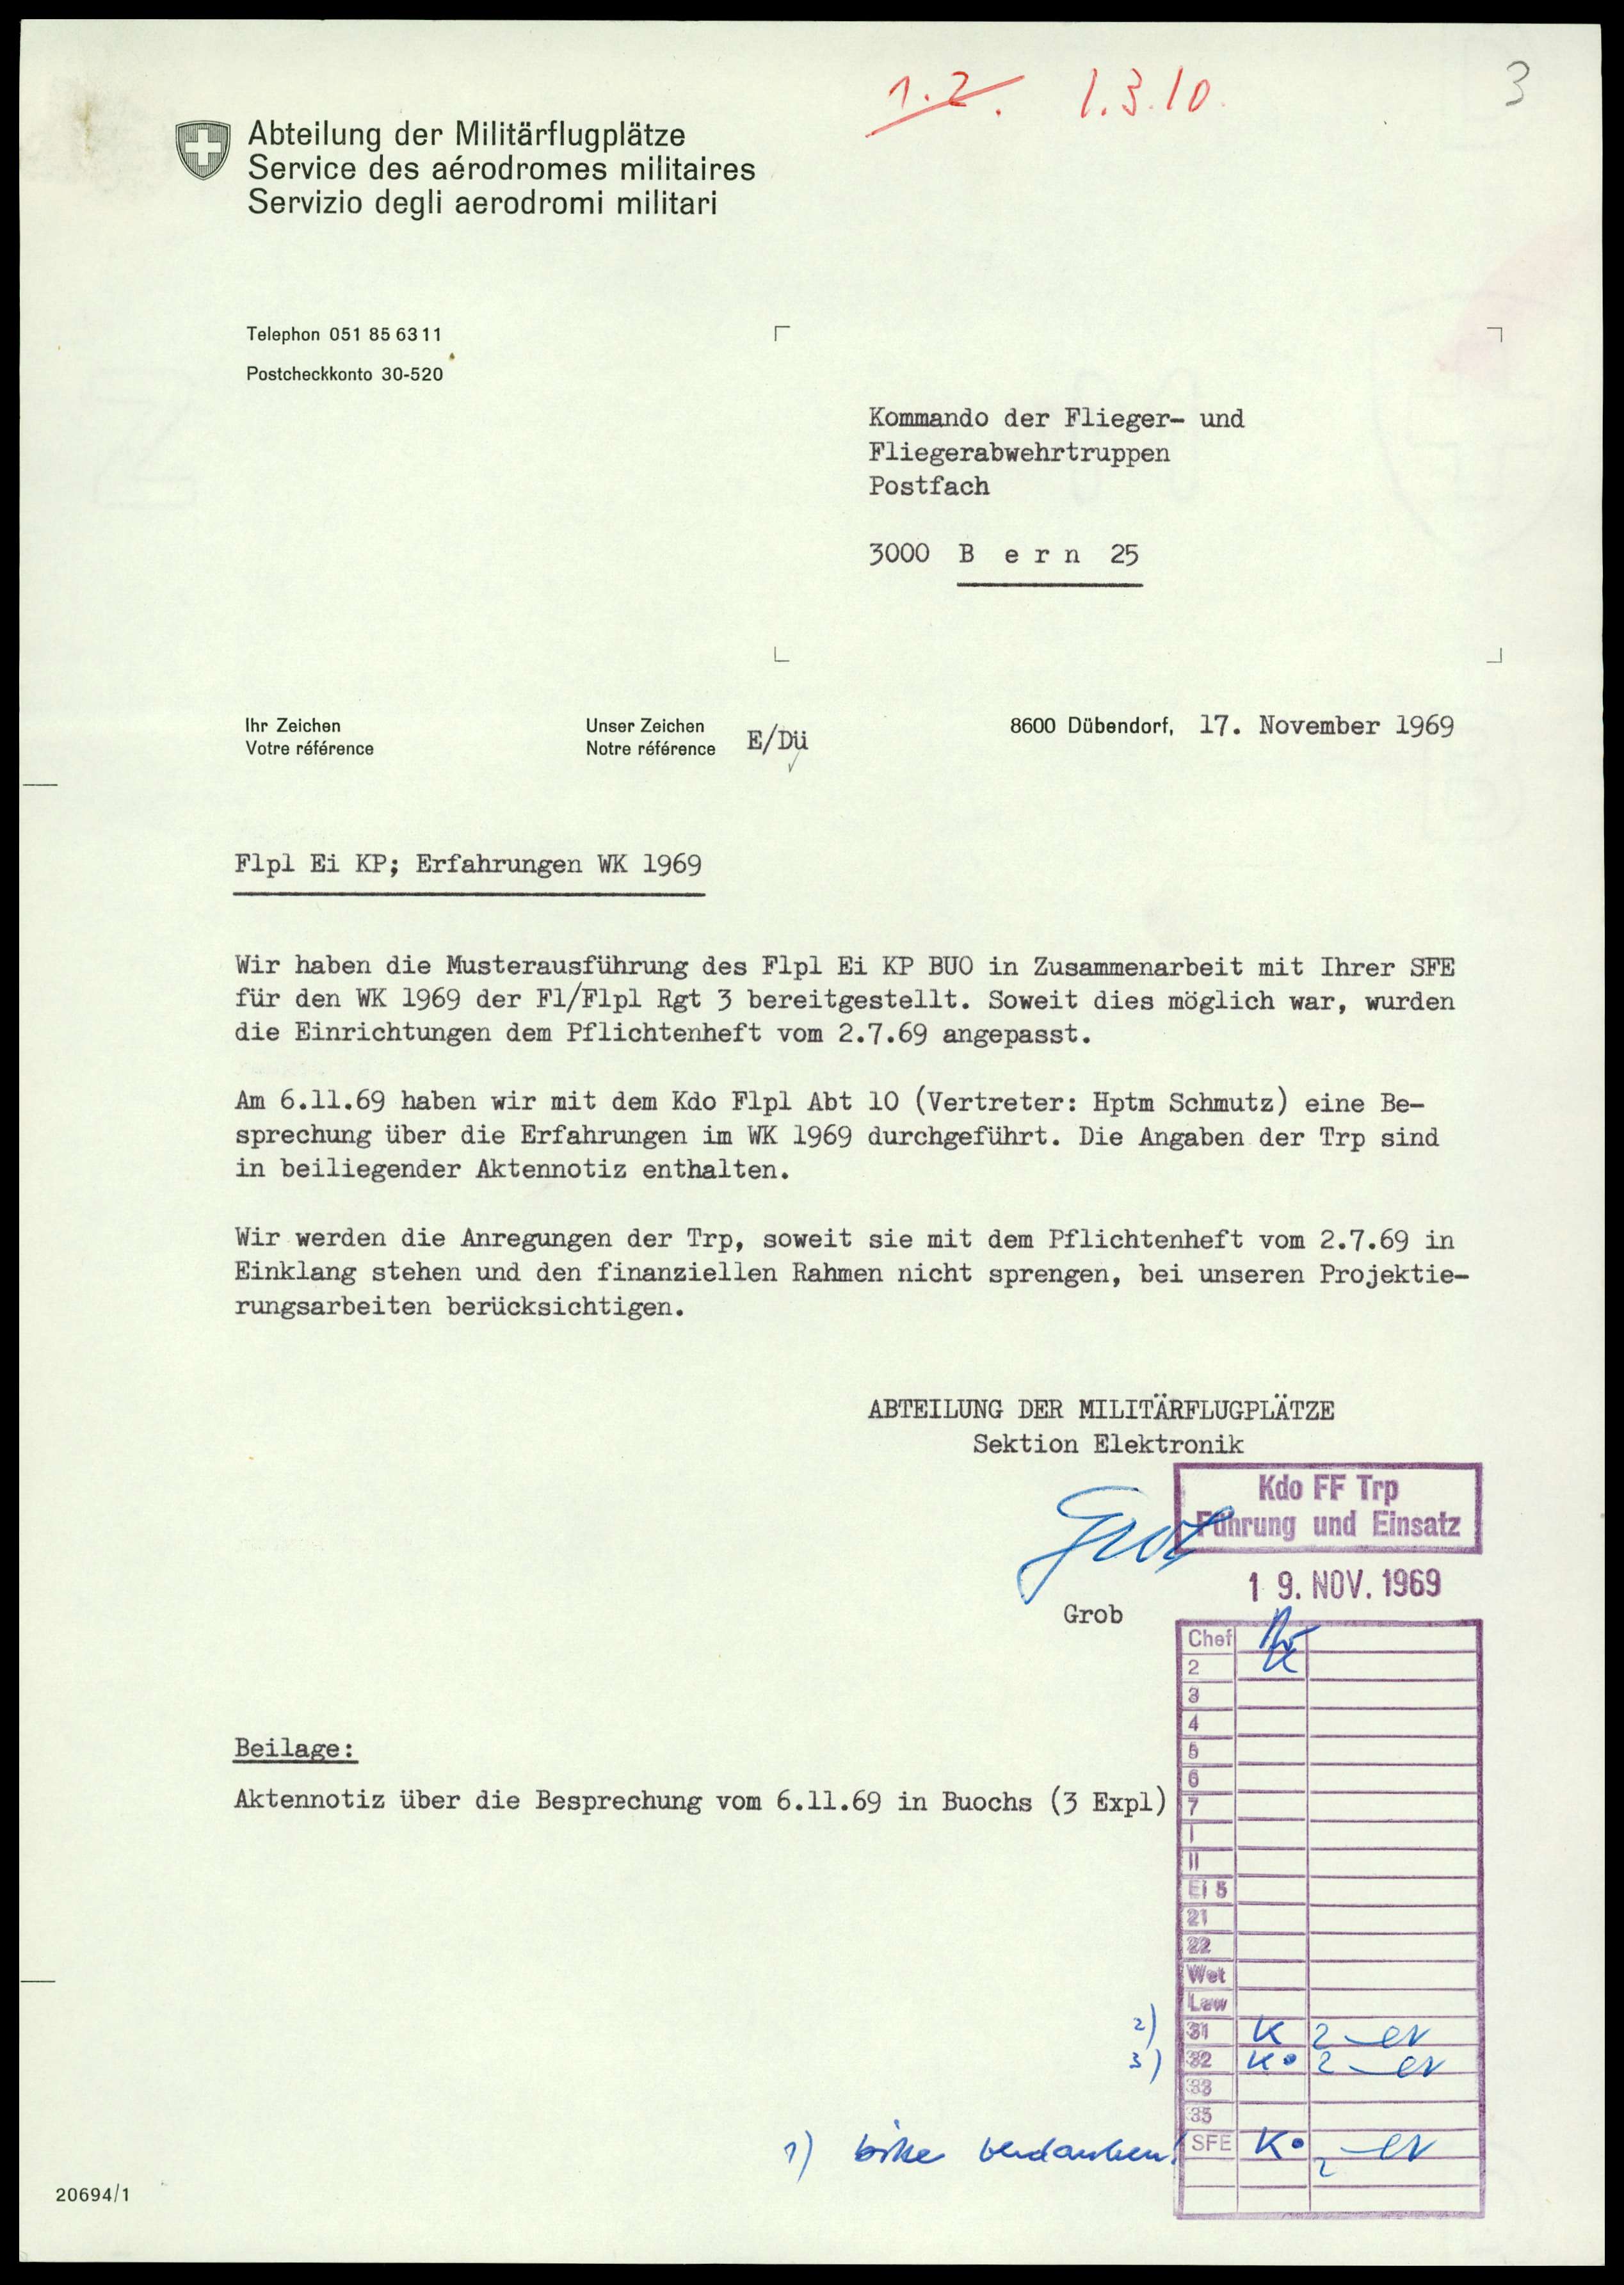 1.2. 1.3.10.
3
Abteilung der Militärflugplätze
Service des aérodromes militaires
Servizio degli aerodromi militari
Telephon 051 85 63 11
Postcheckkonto 30-520
Kommando der Flieger- und
Fliegerabwehrtruppen
Postfach
3000 B e r n 25
Ihr Zeichen
Votre référence
Unser Zeichen
Notre référence
E/Dü
8600 Dübendorf, 17. November 1969
Flpl Ei KP; Erfahrungen WK 1969
Wir haben die Musterausführung des Flpl Ei KP BUO in Zusammenarbeit mit Ihrer SFE
für den WK 1969 der Fl/Flpl Rgt 3 bereitgestellt. Soweit dies möglich war, wurden
die Einrichtungen dem Pflichtenheft vom 2.7.69 angepasst.
Am 6.11.69 haben wir mit dem Kdo Flpl Abt 10 (Vertreter: Hptm Schmutz) eine Be-
sprechung über die Erfahrungen im WK 1969 durchgeführt. Die Angaben der Trp sind
in beiliegender Aktennotiz enthalten.
Wir werden die Anregungen der Trp, soweit sie mit dem Pflichtenheft vom 2.7.69 in
Einklang stehen und den finanziellen Rahmen nicht sprengen, bei unseren Projektie-
rungsarbeiten berücksichtigen.
ABTEILUNG DER MILITÄRFLUGPLÄTZE
Sektion Elektronik
Kdo FF Trp
Führung und Einsatz
Grob
19. NOV. 1969
Grob
Chef
2
3
4
5
6
7
I
II
Ei 5
21
22
Wet
Law
2) 31 K 2
3) 32 K 2
33
35
1) bitte verdanken! SFE K 2
Beilage:
Aktennotiz über die Besprechung vom 6.11.69 in Buochs (3 Expl)
20694/1